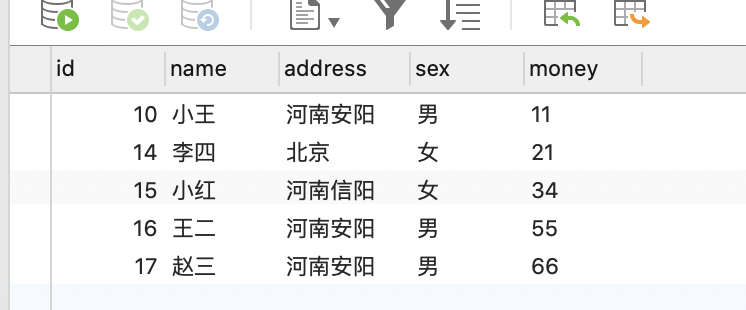 id name address sex money
10 小王 河南安阳 男 11
14 李四 北京 女 21
15 小红 河南信阳 女 34
16 王二 河南安阳 男 55
17 赵三 河南安阳 男 66